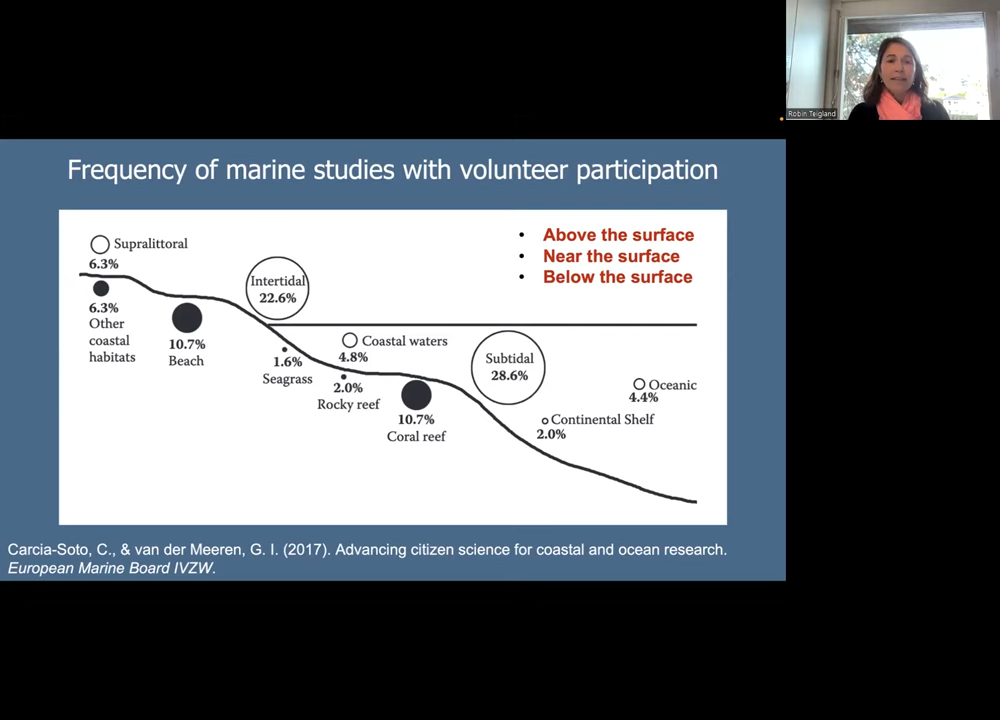 Robin Teigland
Frequency of marine studies with volunteer participation
• Above the surface
• Near the surface
• Below the surface
Supralittoral
6.3%
6.3%
Other
coastal
habitats
10.7%
Beach
Intertidal
22.6%
1.6%
Seagrass
Coastal waters
4.8%
2.0%
Rocky reef
10.7%
Coral reef
Subtidal
28.6%
Continental Shelf
2.0%
Oceanic
4.4%
Carcia-Soto, C., & van der Meeren, G. I. (2017). Advancing citizen science for coastal and ocean research.
European Marine Board IVZW.